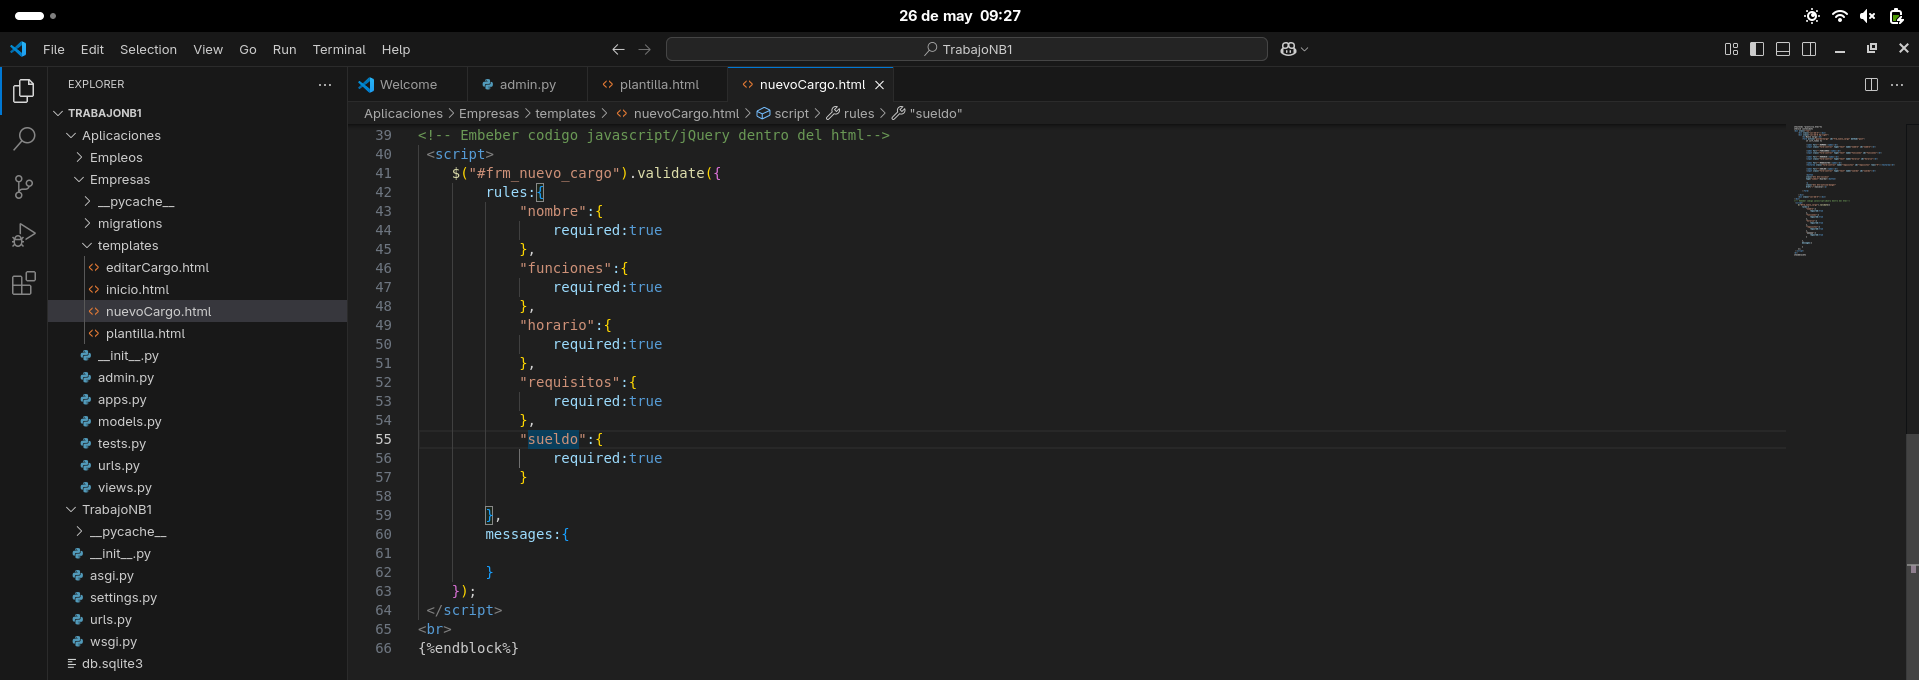 26 de may 09:27
File Edit Selection View Go Run Terminal Help
TrabajoNB1
EXPLORER
TRABAJONB1
Aplicaciones
Empleos
Empresas
__pycache__
migrations
templates
editarCargo.html
inicio.html
nuevoCargo.html
plantilla.html
__init__.py
admin.py
apps.py
models.py
tests.py
urls.py
views.py
TrabajoNB1
__pycache__
__init__.py
asgi.py
settings.py
urls.py
wsgi.py
db.sqlite3
Welcome admin.py plantilla.html nuevoCargo.html
Aplicaciones > Empresas > templates > nuevoCargo.html > script > rules > "sueldo"
39 <!-- Embeber codigo javascript/jQuery dentro del html-->
40 <script>
41 $("#frm_nuevo_cargo").validate({
42 rules:{
43 "nombre":{
44 required:true
45 },
46 "funciones":{
47 required:true
48 },
49 "horario":{
50 required:true
51 },
52 "requisitos":{
53 required:true
54 },
55 "sueldo":{
56 required:true
57 }
58
59 },
60 messages:{
61
62 }
63 });
64 </script>
65 <br>
66 {%endblock%}